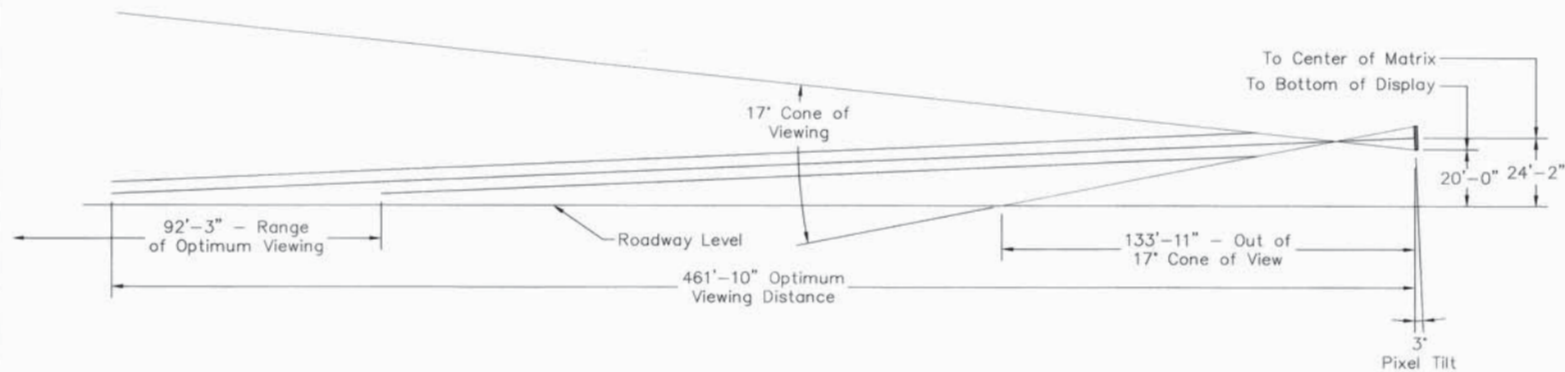 To Center of Matrix
To Bottom of Display
17° Cone of
Viewing
20'-0" 24'-2"
92'-3" - Range
of Optimum Viewing
Roadway Level
133'-11" - Out of
17° Cone of View
461'-10" Optimum
Viewing Distance
3°
Pixel Tilt